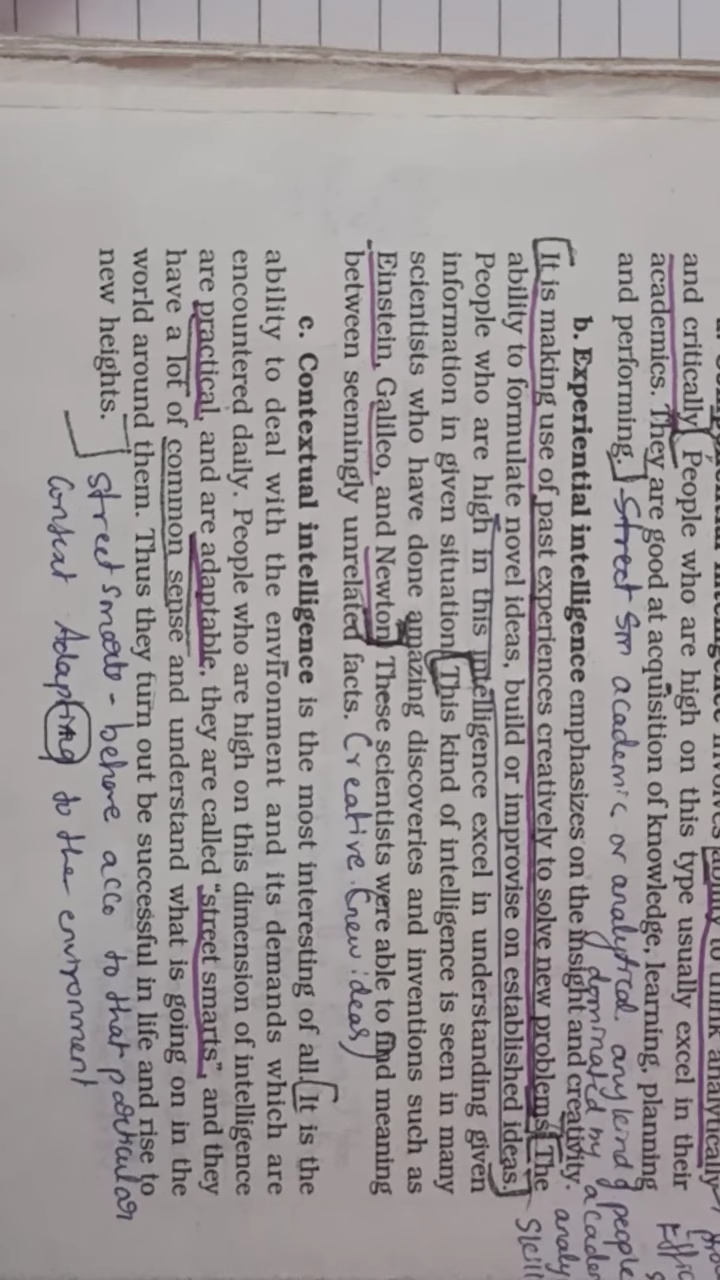 analytically
and critically. People who are high on this type usually excel in their
academics. They are good at acquisition of knowledge, learning, planning
and performing. Street sm academic or analytical any kind of people
dominated by
b. Experiential intelligence emphasizes on the insight and creativity.
It is making use of past experiences creatively to solve new problems. The
ability to formulate novel ideas, build or improvise on established ideas.
People who are high in this intelligence excel in understanding given
information in given situation. This kind of intelligence is seen in many
scientists who have done amazing discoveries and inventions such as
Einstein, Galileo, and Newton. These scientists were able to find meaning
between seemingly unrelated facts. Creative. (new ideas)
c. Contextual intelligence is the most interesting of all. It is the
ability to deal with the environment and its demands which are
encountered daily. People who are high on this dimension of intelligence
are practical, and are adaptable, they are called "street smarts", and they
have a lot of common sense and understand what is going on in the
world around them. Thus they turn out be successful in life and rise to
new heights.
street smarts - behave acco to that particular
Adapting to their environment